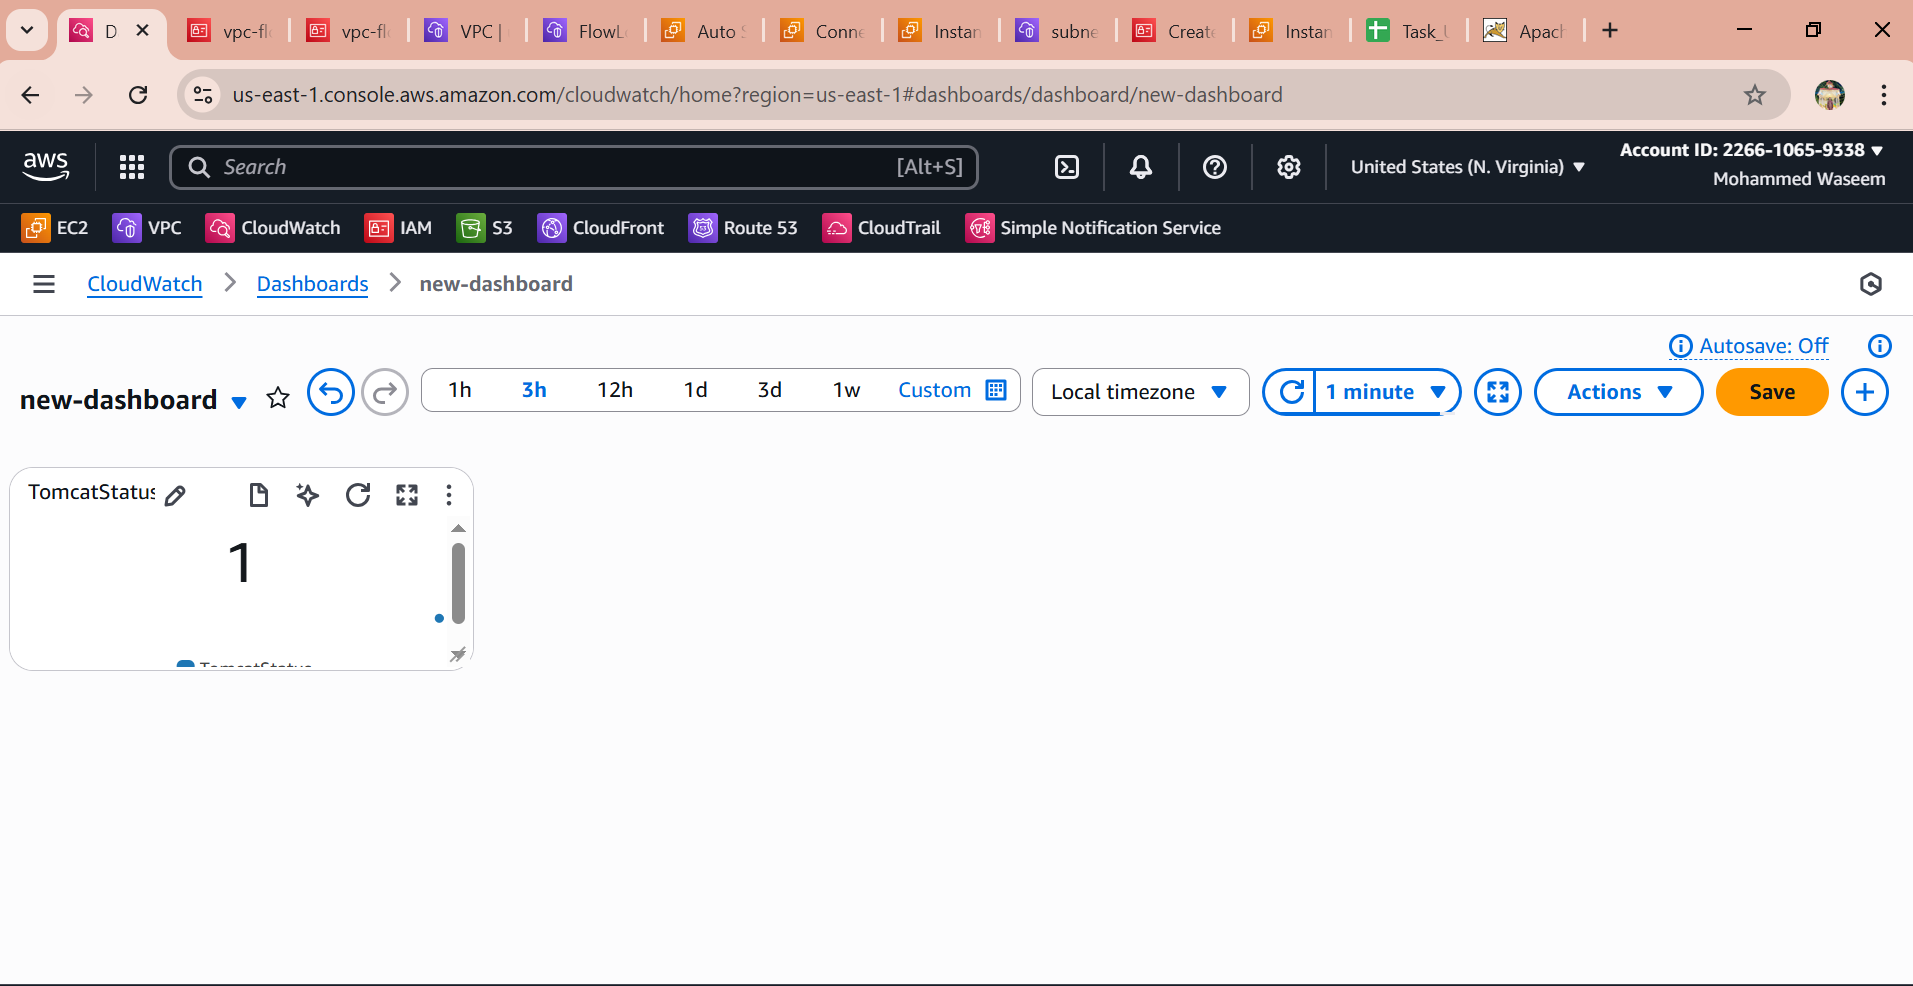 D
vpc-fl
vpc-fl
VPC |
FlowL
Auto S
Conne
Instan
subne
Create
Instan
Task_
Apach
us-east-1.console.aws.amazon.com/cloudwatch/home?region=us-east-1#dashboards/dashboard/new-dashboard
aws
Search
[Alt+S]
United States (N. Virginia)
Account ID: 2266-1065-9338
Mohammed Waseem
EC2
VPC
CloudWatch
IAM
S3
CloudFront
Route 53
CloudTrail
Simple Notification Service
CloudWatch
Dashboards
new-dashboard
Autosave: Off
new-dashboard
1h
3h
12h
1d
3d
1w
Custom
Local timezone
1 minute
Actions
Save
TomcatStatus
1
TomcatStatus